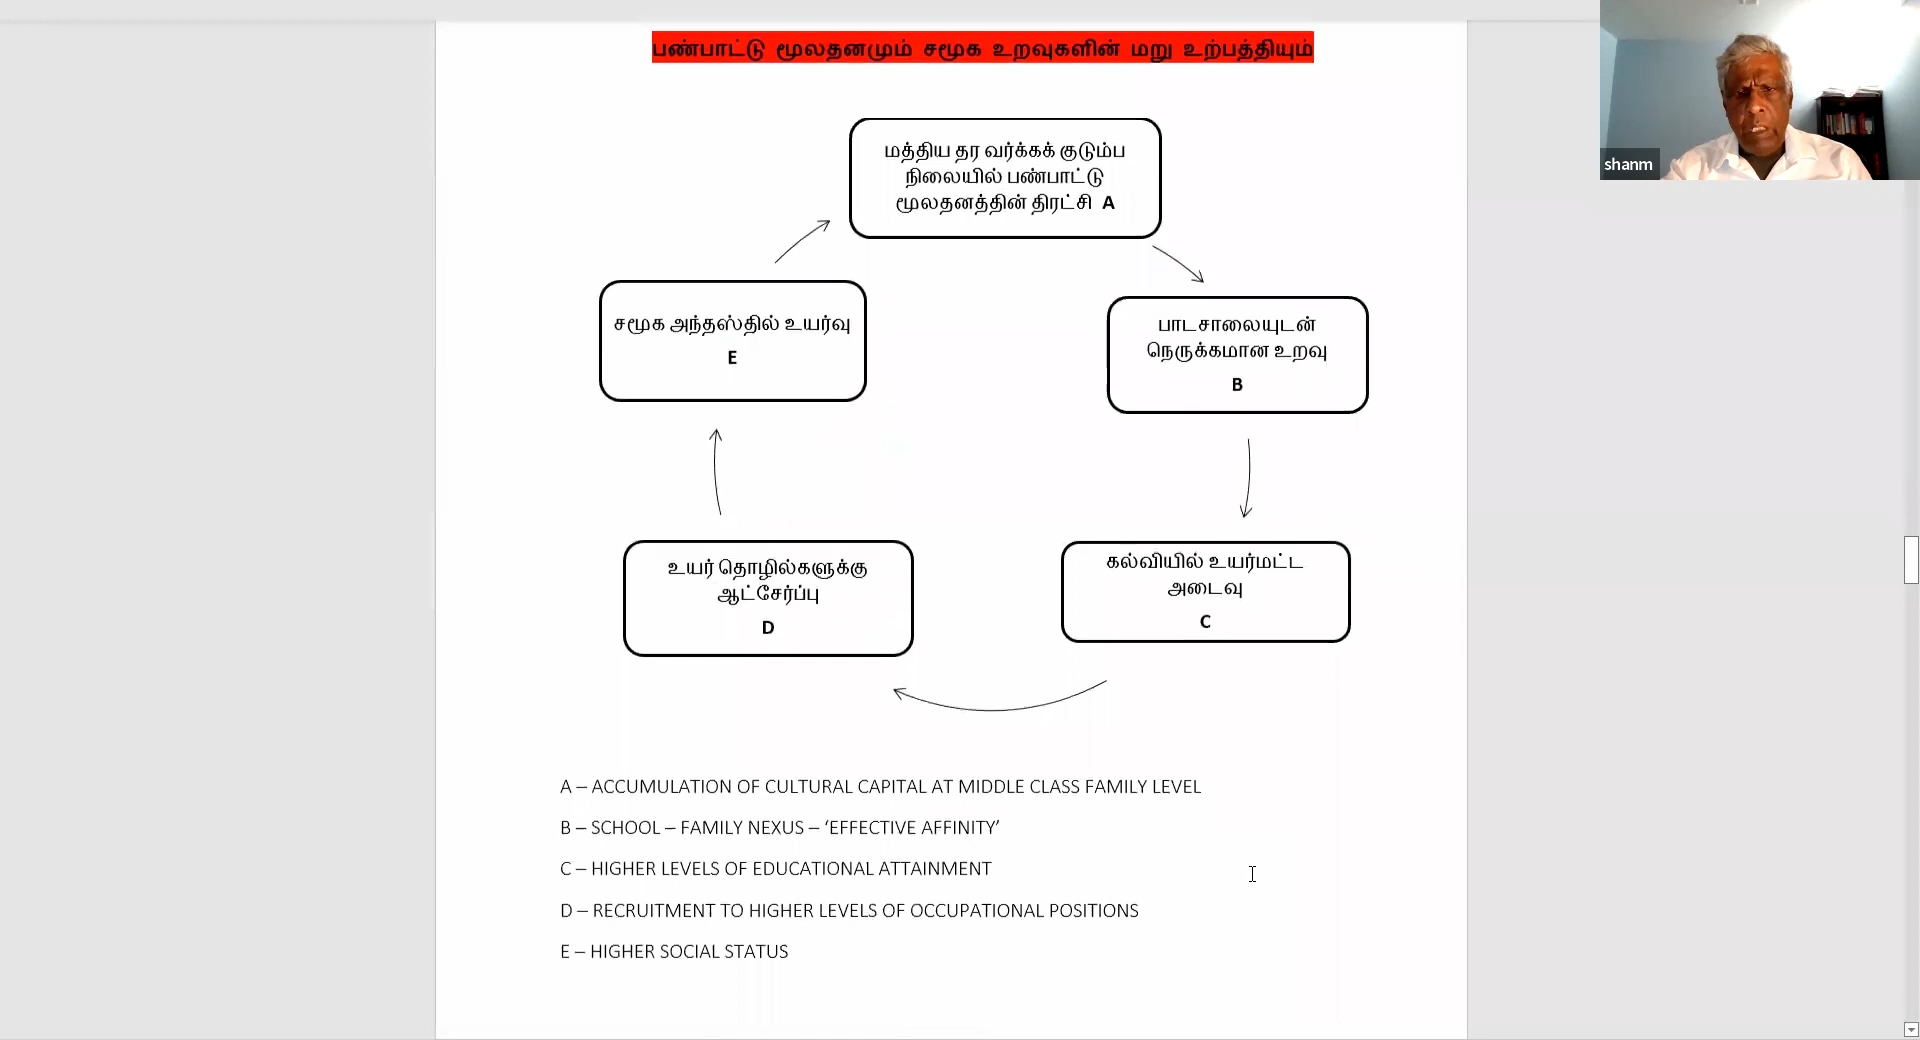 பண்பாட்டு மூலதனமும் சமூக உறவுகளின் மறு உற்பத்தியும்
shanm
மத்திய தர வர்க்கக் குடும்ப
நிலையில் பண்பாட்டு
மூலதனத்தின் திரட்சி A
சமூக அந்தஸ்தில் உயர்வு
E
பாடசாலையுடன்
நெருக்கமான உறவு
B
உயர் தொழில்களுக்கு
ஆட்சேர்ப்பு
D
கல்வியில் உயர்மட்ட
அடைவு
C
A – ACCUMULATION OF CULTURAL CAPITAL AT MIDDLE CLASS FAMILY LEVEL
B – SCHOOL – FAMILY NEXUS – ‘EFFECTIVE AFFINITY’
C – HIGHER LEVELS OF EDUCATIONAL ATTAINMENT
D – RECRUITMENT TO HIGHER LEVELS OF OCCUPATIONAL POSITIONS
E – HIGHER SOCIAL STATUS